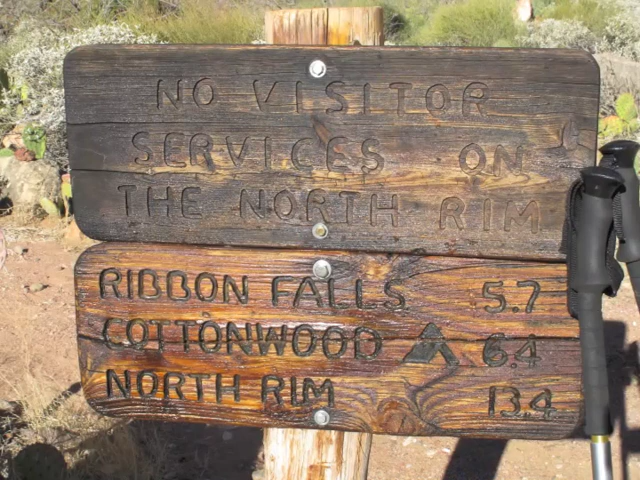 NO VISITOR
SERVICES ON
THE NORTH RIM
RIBBON FALLS 5.7
COTTONWOOD 6.4
NORTH RIM 13.4